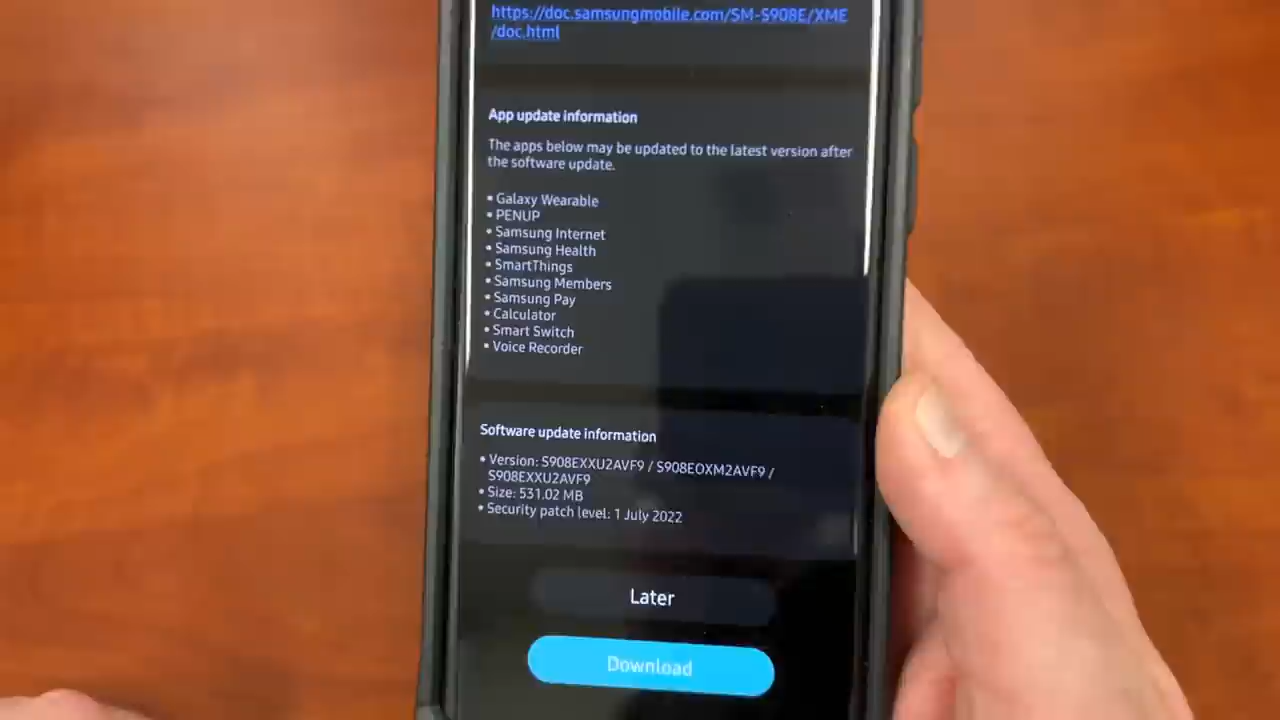 https://doc.samsungmobile.com/SM-S908E/XME
/doc.html
App update information
The apps below may be updated to the latest version after
the software update.
• Galaxy Wearable
• PENUP
• Samsung Internet
• Samsung Health
• SmartThings
• Samsung Members
• Samsung Pay
• Calculator
• Smart Switch
• Voice Recorder
Software update information
• Version: S908EXXU2AVF9 / S908EOXM2AVF9 /
S908EXXU2AVF9
• Size: 531.02 MB
• Security patch level: 1 July 2022
Later
Download